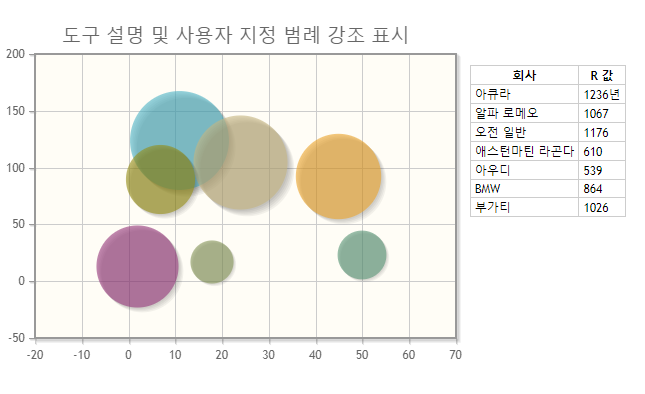 도구 설명 및 사용자 지정 범례 강조 표시
200
150
100
50
0
-50
-20 -10 0 10 20 30 40 50 60 70
회사 R 값
아큐라 1236년
알파 로메오 1067
오전 일반 1176
애스턴마틴 라곤다 610
아우디 539
BMW 864
부가티 1026